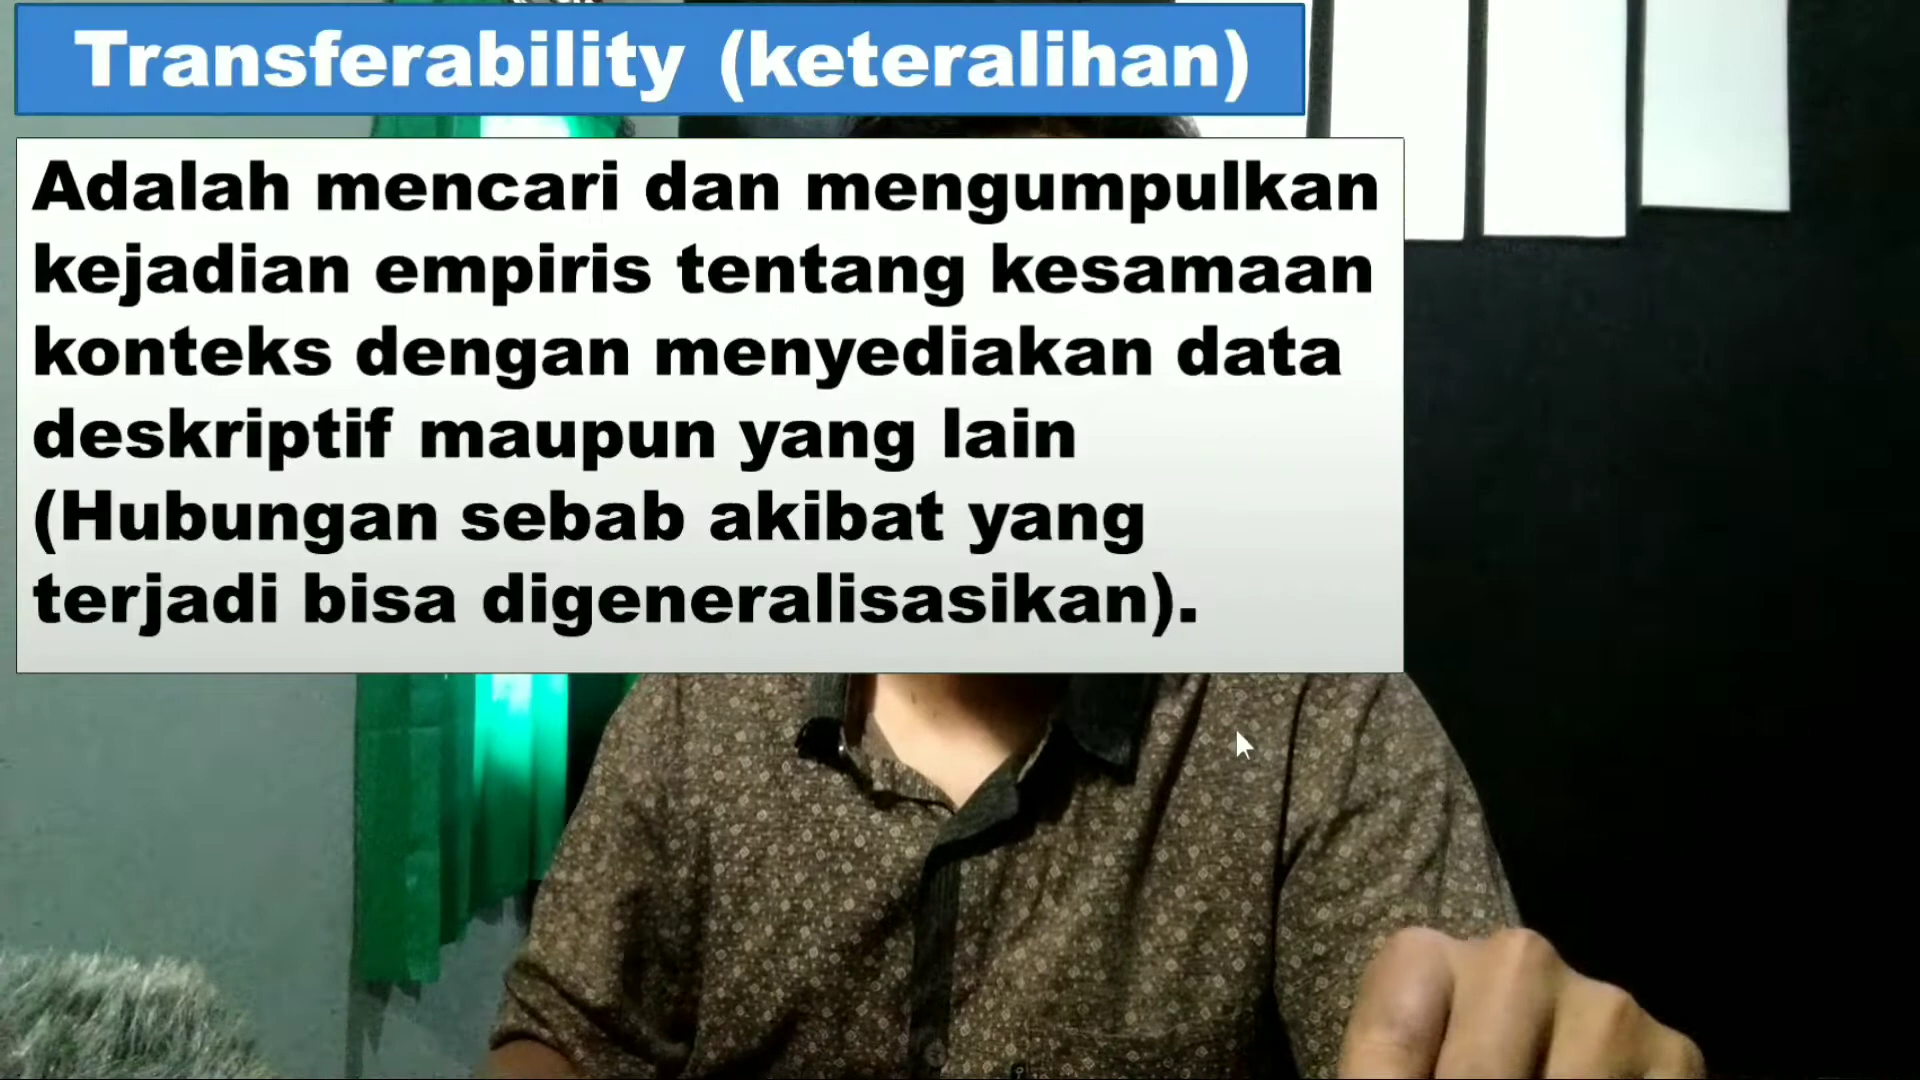 Transferability (keteralihan)
Adalah mencari dan mengumpulkan
kejadian empiris tentang kesamaan
konteks dengan menyediakan data
deskriptif maupun yang lain
(Hubungan sebab akibat yang
terjadi bisa digeneralisasikan).